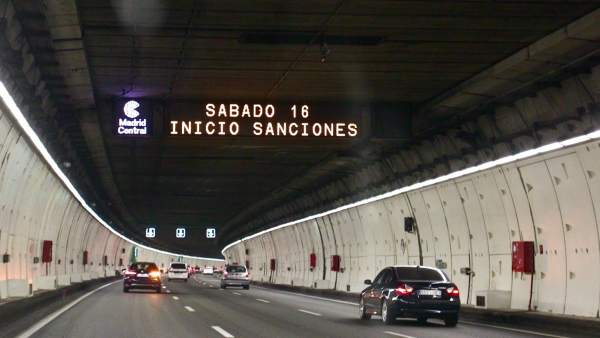 Madrid
Central
SABADO 16
INICIO SANCIONES